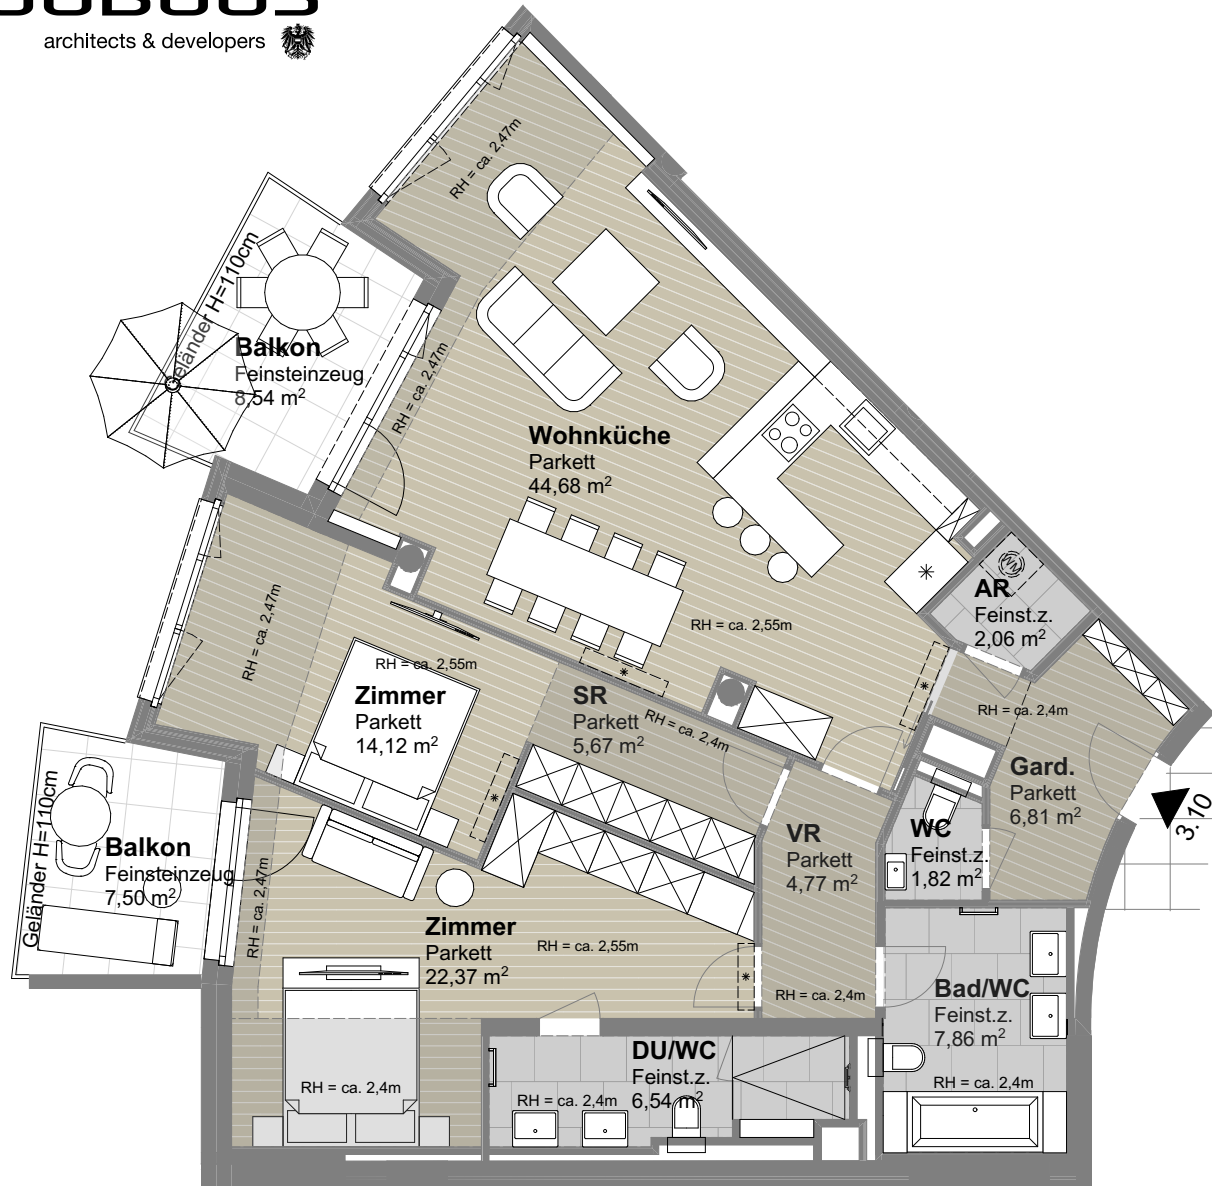 architects & developers
RH = ca. 2,47m
Geländer H=110cm
Balkon
Feinsteinzeug
8,54 m²
RH = ca. 2,47m
Wohnküche
Parkett
44,68 m²
WM
AR
Feinst.z.
2,06 m²
RH = ca. 2,47m
RH = ca. 2,55m
RH = ca. 2,55m
Zimmer
Parkett
14,12 m²
SR
Parkett
5,67 m²
RH = ca. 2,4m
RH = ca. 2,4m
Gard.
Parkett
6,81 m²
3.10
Geländer H=110cm
Balkon
Feinsteinzeug
7,50 m²
RH = ca. 2,47m
VR
Parkett
4,77 m²
WC
Feinst.z.
1,82 m²
Zimmer
Parkett
22,37 m²
RH = ca. 2,55m
RH = ca. 2,4m
Bad/WC
Feinst.z.
7,86 m²
RH = ca. 2,4m
DU/WC
Feinst.z.
6,54 m²
RH = ca. 2,4m
RH = ca. 2,4m